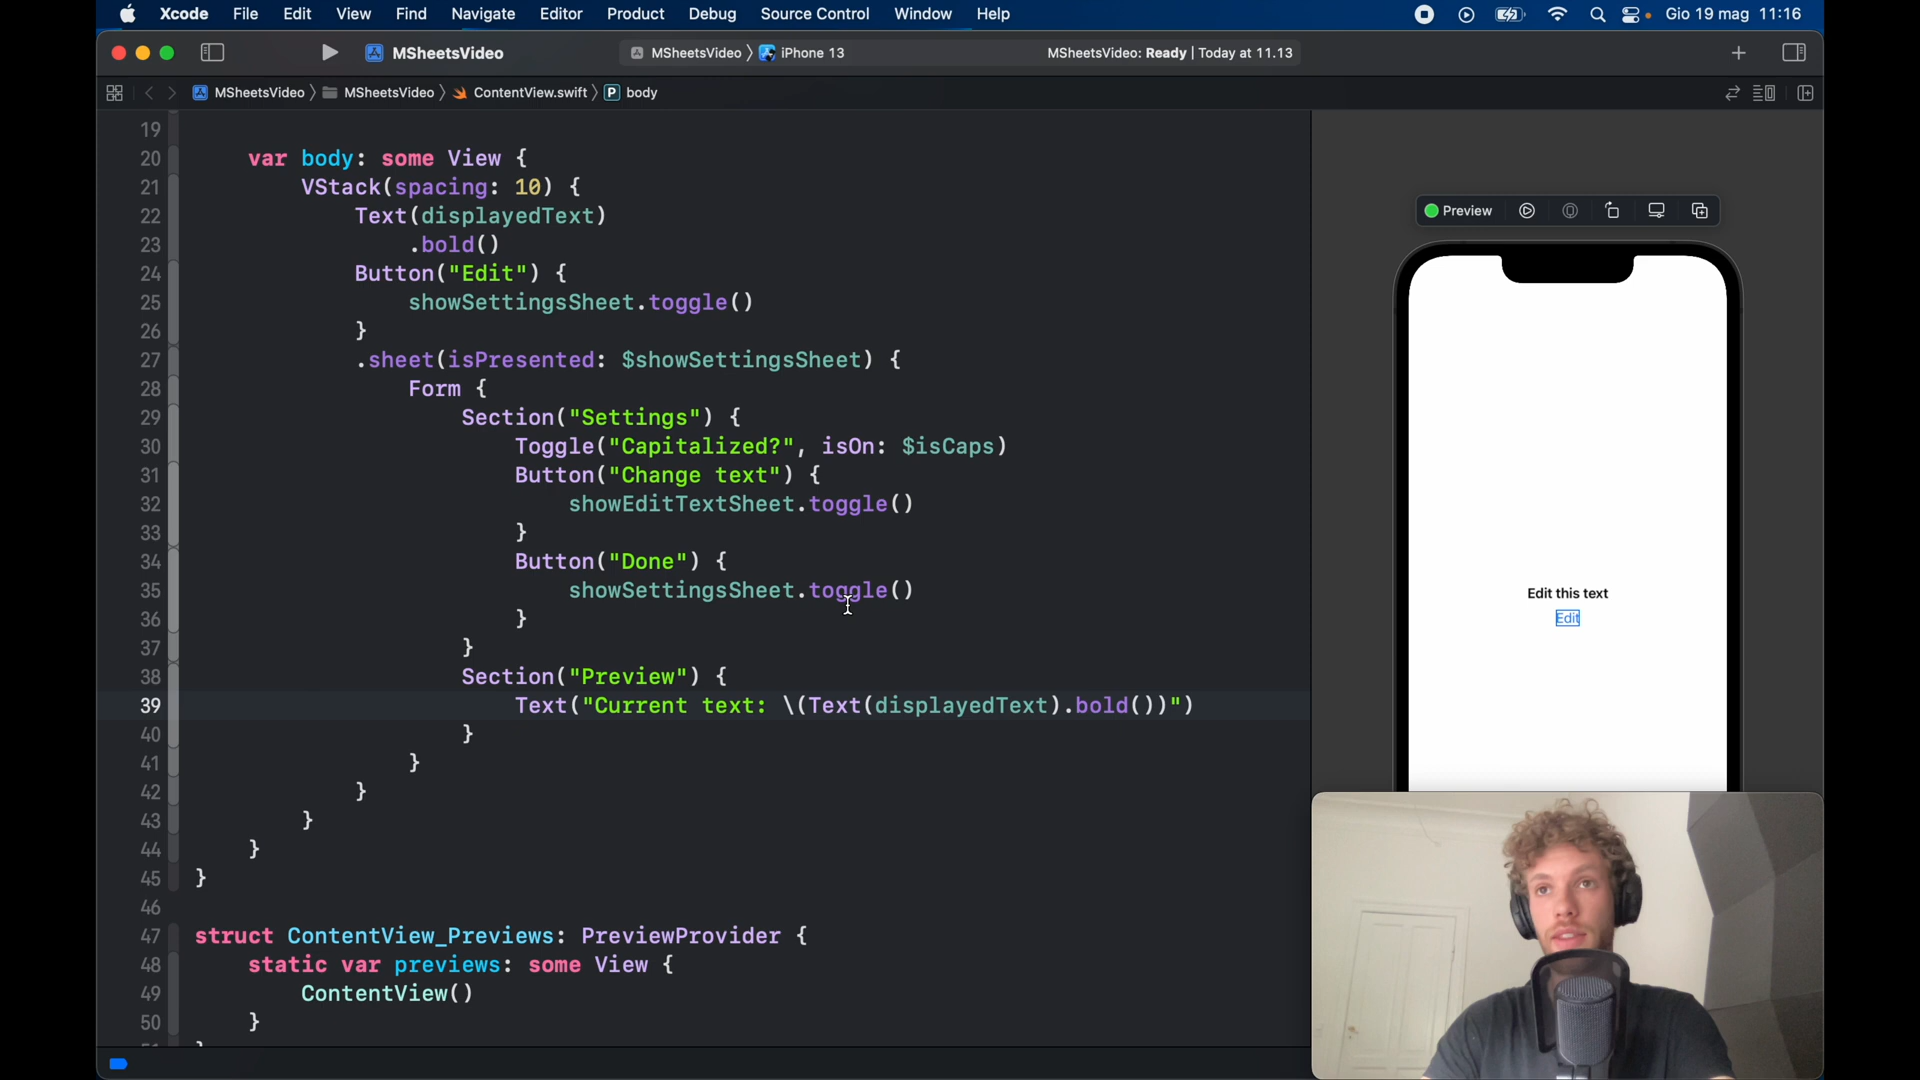 Xcode File Edit View Find Navigate Editor Product Debug Source Control Window Help Gio 19 mag 11:16
MSheetsVideo MSheetsVideo 〉 iPhone 13 MSheetsVideo: Ready | Today at 11.13
MSheetsVideo 〉 MSheetsVideo 〉 ContentView.swift 〉 P body
19
20 var body: some View {
21 VStack(spacing: 10) {
22 Text(displayedText)
23 .bold()
24 Button("Edit") {
25 showSettingsSheet.toggle()
26 }
27 .sheet(isPresented: $showSettingsSheet) {
28 Form {
29 Section("Settings") {
30 Toggle("Capitalized?", isOn: $isCaps)
31 Button("Change text") {
32 showEditTextSheet.toggle()
33 }
34 Button("Done") {
35 showSettingsSheet.toggle()
36 }
37 }
38 Section("Preview") {
39 Text("Current text: \(Text(displayedText).bold())")
40 }
41 }
42 }
43 }
44 }
45 }
46
47 struct ContentView_Previews: PreviewProvider {
48 static var previews: some View {
49 ContentView()
50 }
Preview
Edit this text
Edit